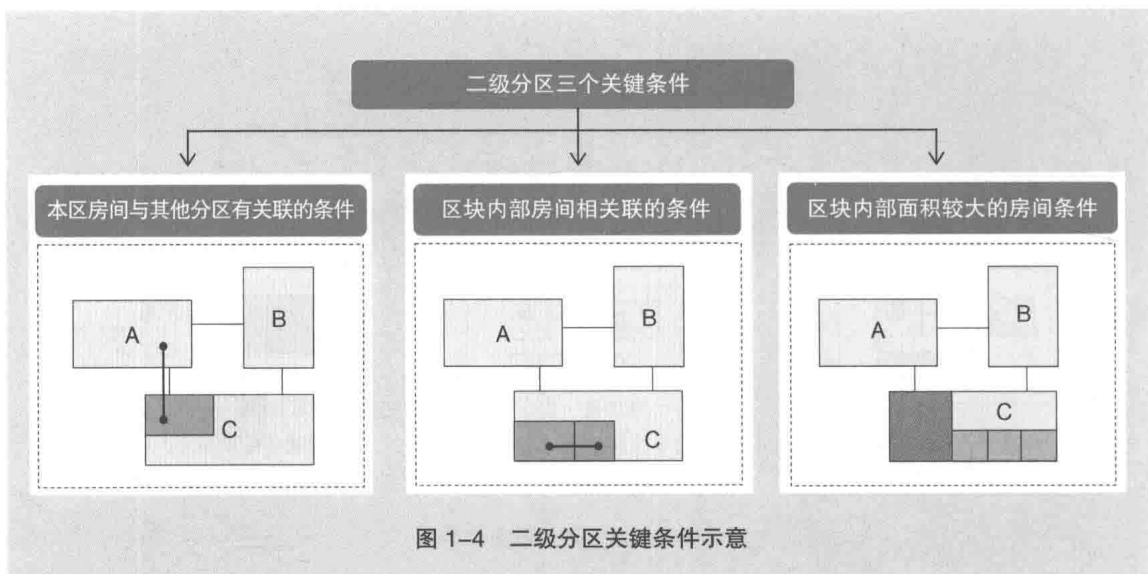 二级分区三个关键条件
本区房间与其他分区有关联的条件
A
B
C
区块内部房间相关联的条件
A
B
C
区块内部面积较大的房间条件
A
B
C
图 1-4 二级分区关键条件示意